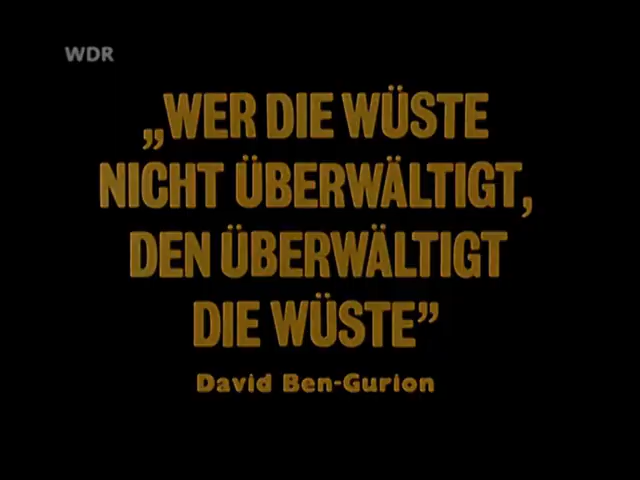 WDR
„WER DIE WÜSTE
NICHT ÜBERWÄLTIGT,
DEN ÜBERWÄLTIGT
DIE WÜSTE”
David Ben-Gurion